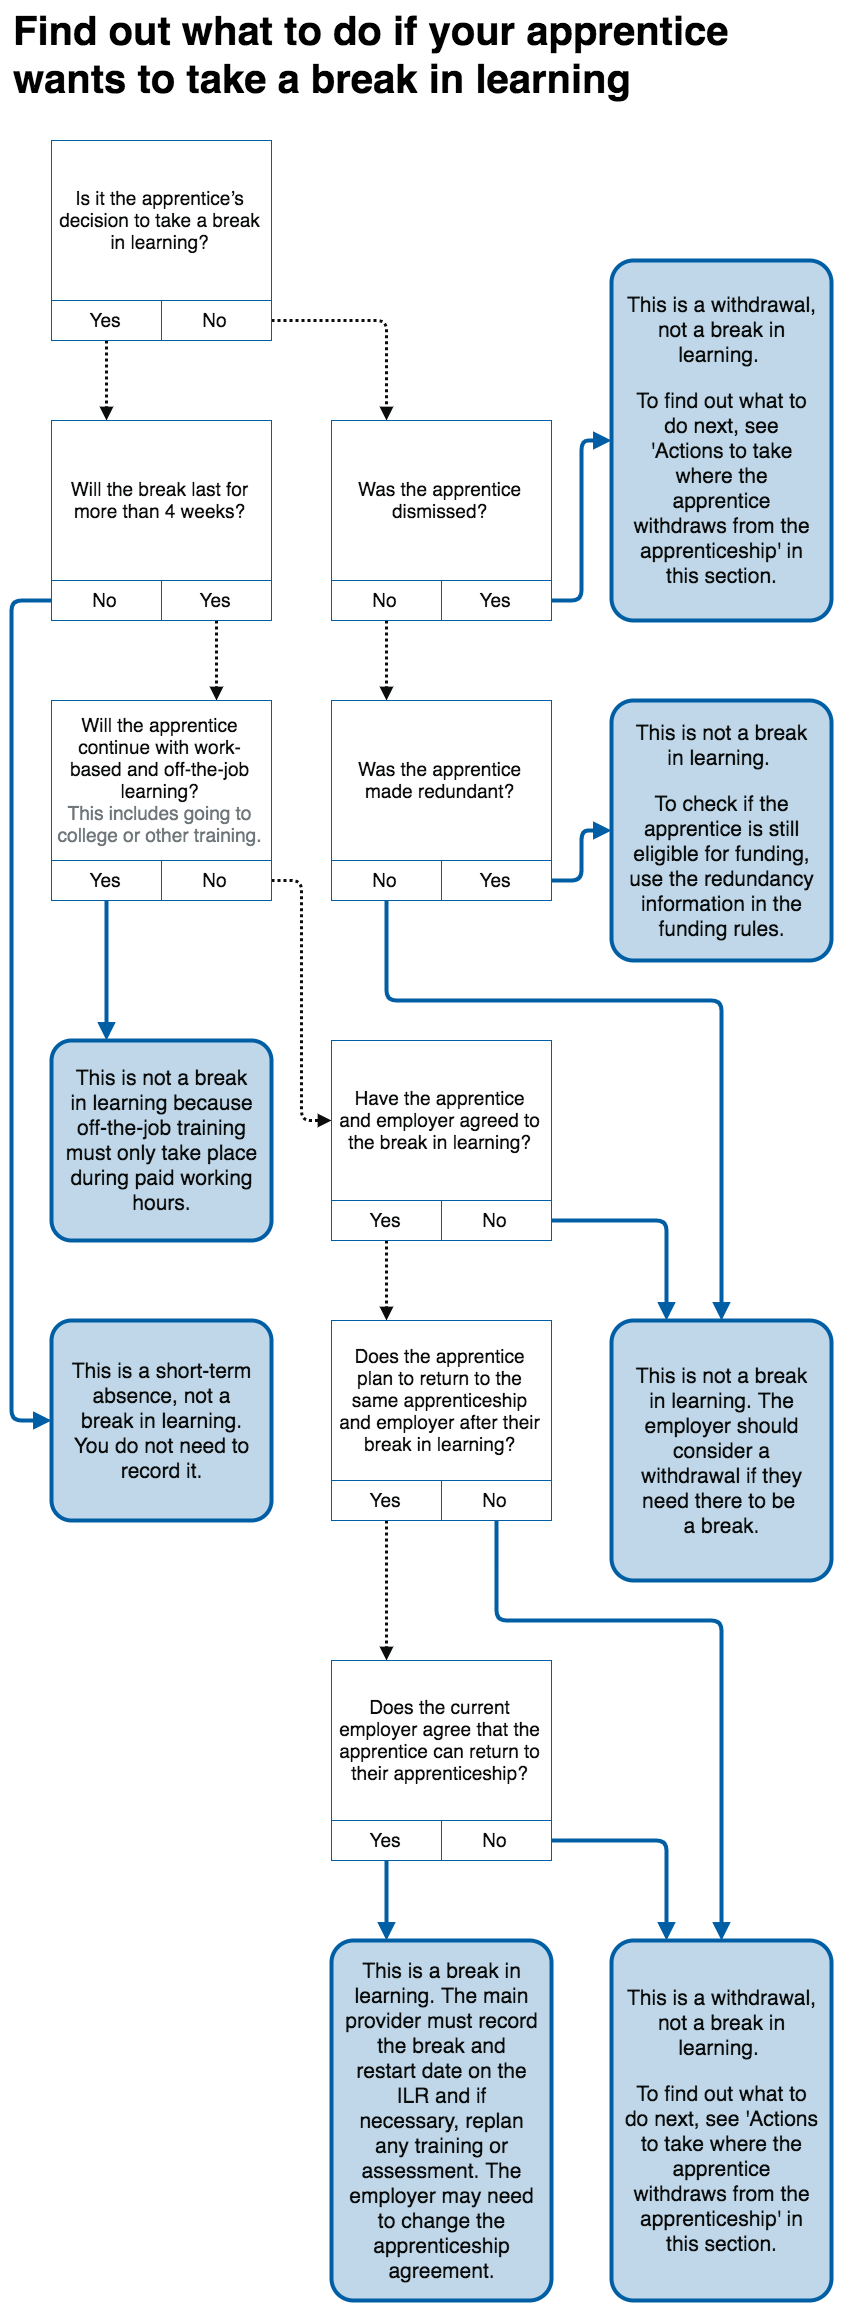 Find out what to do if your apprentice
wants to take a break in learning
Is it the apprentice’s
decision to take a break
in learning?
Yes
No
This is a withdrawal,
not a break in
learning.
To find out what to
do next, see
'Actions to take
where the
apprentice
withdraws from the
apprenticeship' in
this section.
Will the break last for
more than 4 weeks?
No
Yes
Was the apprentice
dismissed?
No
Yes
Will the apprentice
continue with work-
based and off-the-job
learning?
This includes going to
college or other training.
Yes
No
Was the apprentice
made redundant?
No
Yes
This is not a break
in learning.
To check if the
apprentice is still
eligible for funding,
use the redundancy
information in the
funding rules.
This is not a break
in learning because
off-the-job training
must only take place
during paid working
hours.
Have the apprentice
and employer agreed to
the break in learning?
Yes
No
This is a short-term
absence, not a
break in learning.
You do not need to
record it.
Does the apprentice
plan to return to the
same apprenticeship
and employer after their
break in learning?
Yes
No
This is not a break
in learning. The
employer should
consider a
withdrawal if they
need there to be
a break.
Does the current
employer agree that the
apprentice can return to
their apprenticeship?
Yes
No
This is a break in
learning. The main
provider must record
the break and
restart date on the
ILR and if
necessary, replan
any training or
assessment. The
employer may need
to change the
apprenticeship
agreement.
This is a withdrawal,
not a break in
learning.
To find out what to
do next, see 'Actions
to take where the
apprentice
withdraws from the
apprenticeship' in
this section.